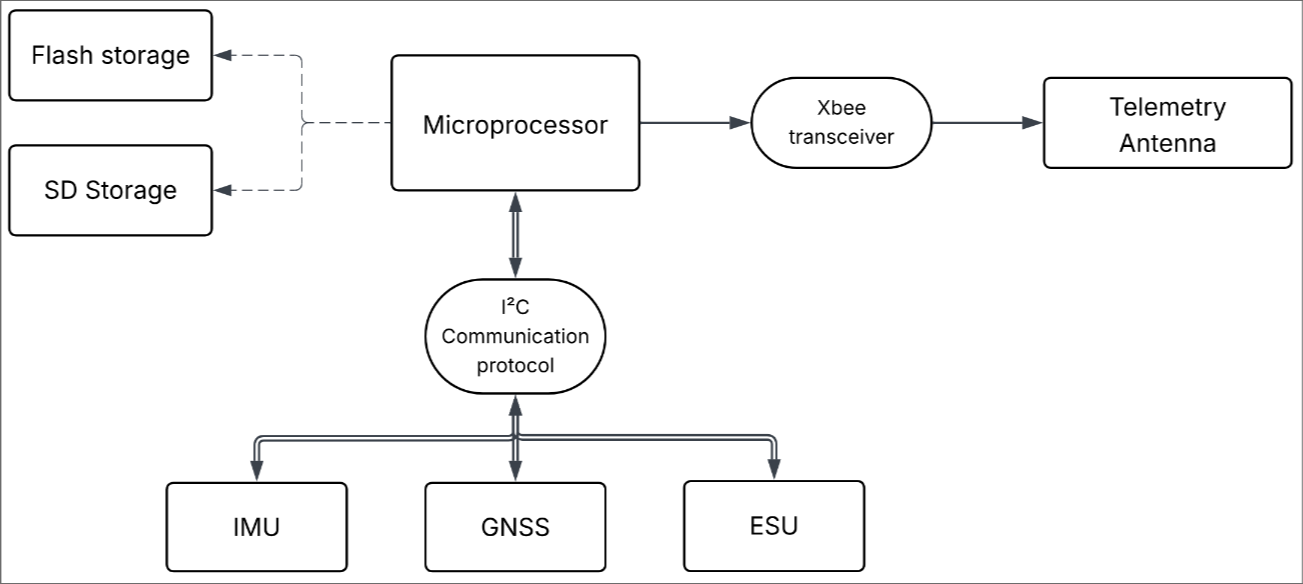 Flash storage
SD Storage
Microprocessor
Xbee
transceiver
Telemetry
Antenna
I²C
Communication
protocol
IMU
GNSS
ESU